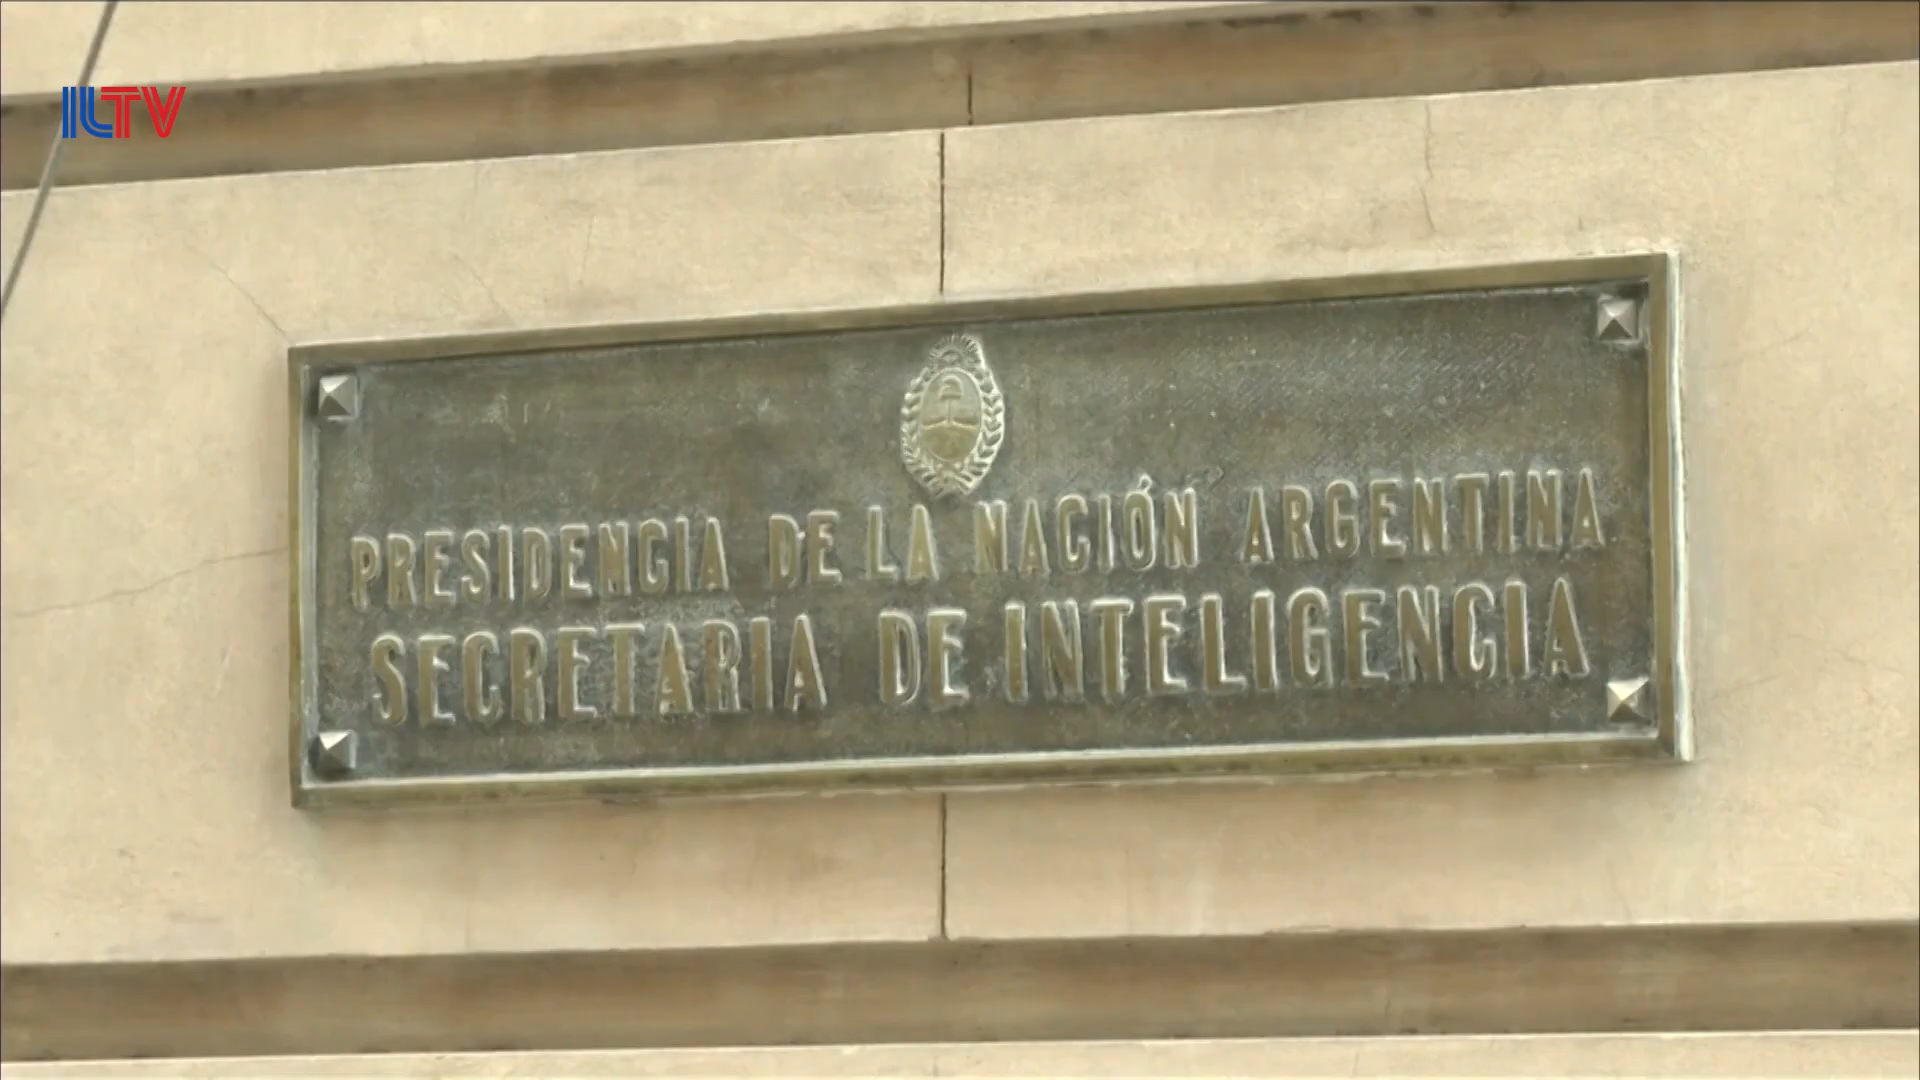 ILTV
PRESIDENCIA DE LA NACIÓN ARGENTINA
SECRETARIA DE INTELIGENCIA